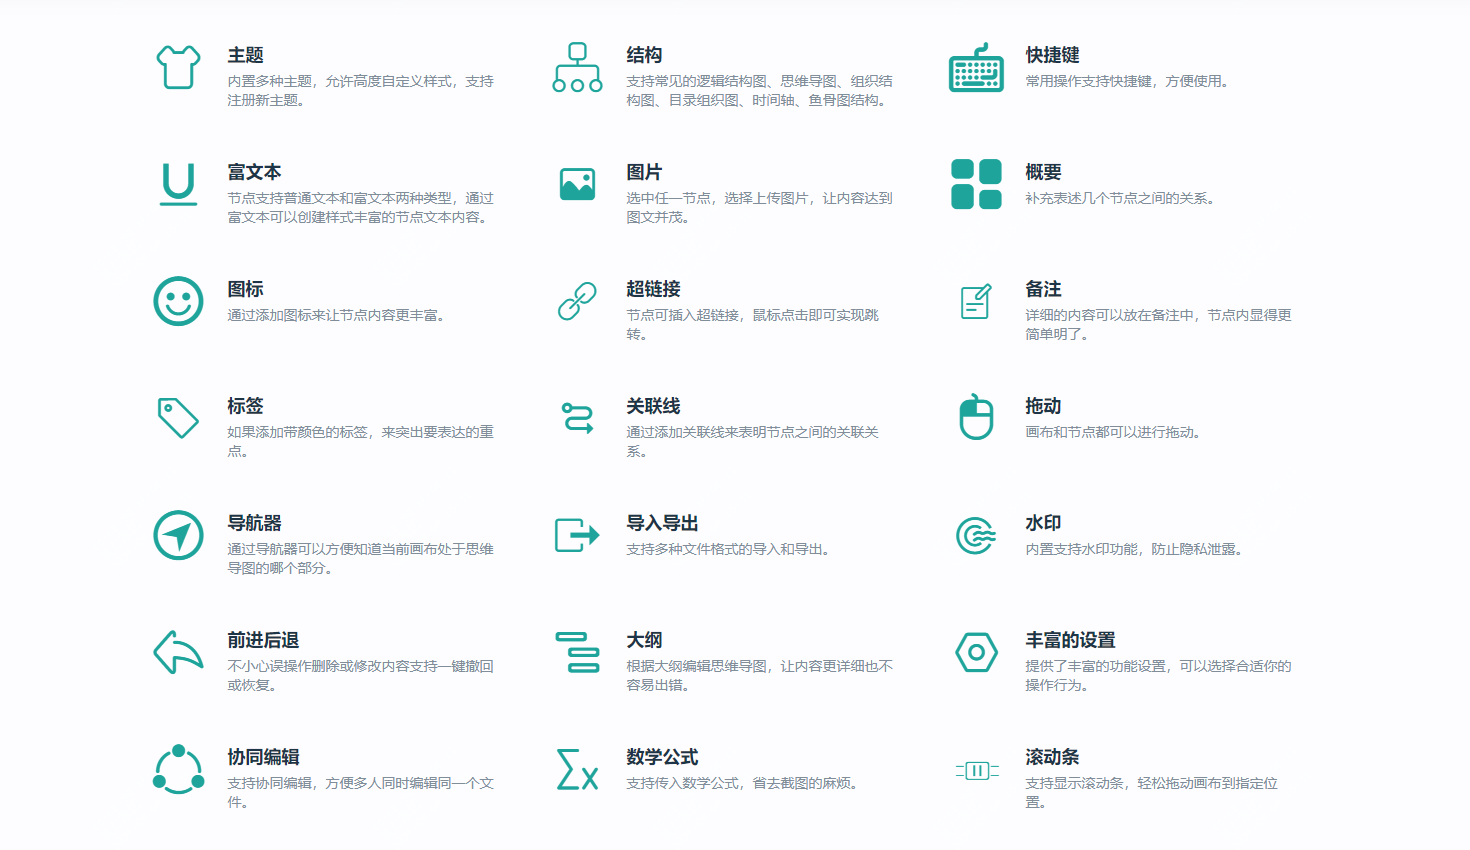 主题
内置多种主题，允许高度自定义样式，支持
注册新主题。
结构
支持常见的逻辑结构图、思维导图、组织结
构图、目录组织图、时间轴、鱼骨图结构。
快捷键
常用操作支持快捷键，方便使用。
富文本
节点支持普通文本和富文本两种类型，通过
富文本可以创建样式丰富的节点文本内容。
图片
选中任一节点，选择上传图片，让内容达到
图文并茂。
概要
补充表述几个节点之间的关系。
图标
通过添加图标来让节点内容更丰富。
超链接
节点可插入超链接，鼠标点击即可实现跳
转。
备注
详细的内容可以放在备注中，节点内显得更
简单明了。
标签
如果添加带颜色的标签，来突出要表达的重
点。
关联线
通过添加关联线来表明节点之间的关联关
系。
拖动
画布和节点都可以进行拖动。
导航器
通过导航器可以方便知道当前画布处于思维
导图的哪个部分。
导入导出
支持多种文件格式的导入和导出。
水印
内置支持水印功能，防止隐私泄露。
前进后退
不小心误操作删除或修改内容支持一键撤回
或恢复。
大纲
根据大纲编辑思维导图，让内容更详细也不
容易出错。
丰富的设置
提供了丰富的功能设置，可以选择合适你的
操作行为。
协同编辑
支持协同编辑，方便多人同时编辑同一个文
件。
数学公式
支持传入数学公式，省去截图的麻烦。
滚动条
支持显示滚动条，轻松拖动画布到指定位
置。